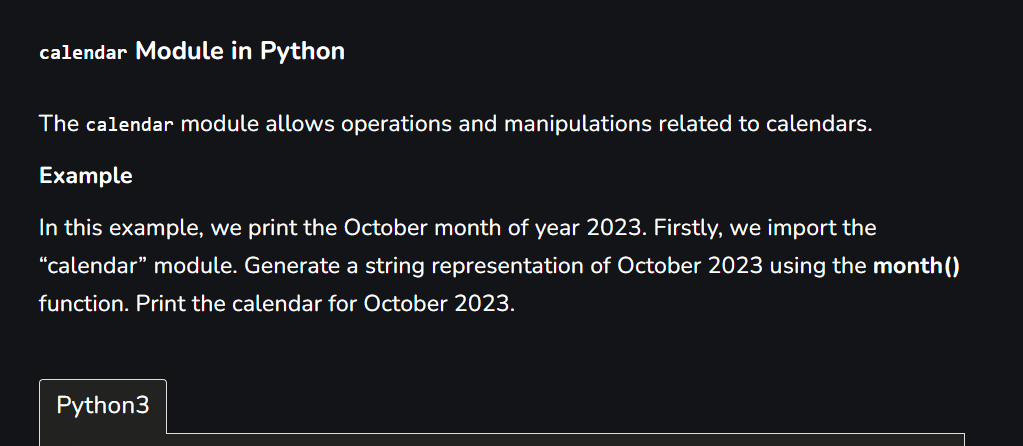 calendar Module in Python
The calendar module allows operations and manipulations related to calendars.
Example
In this example, we print the October month of year 2023. Firstly, we import the
“calendar” module. Generate a string representation of October 2023 using the month()
function. Print the calendar for October 2023.
Python3